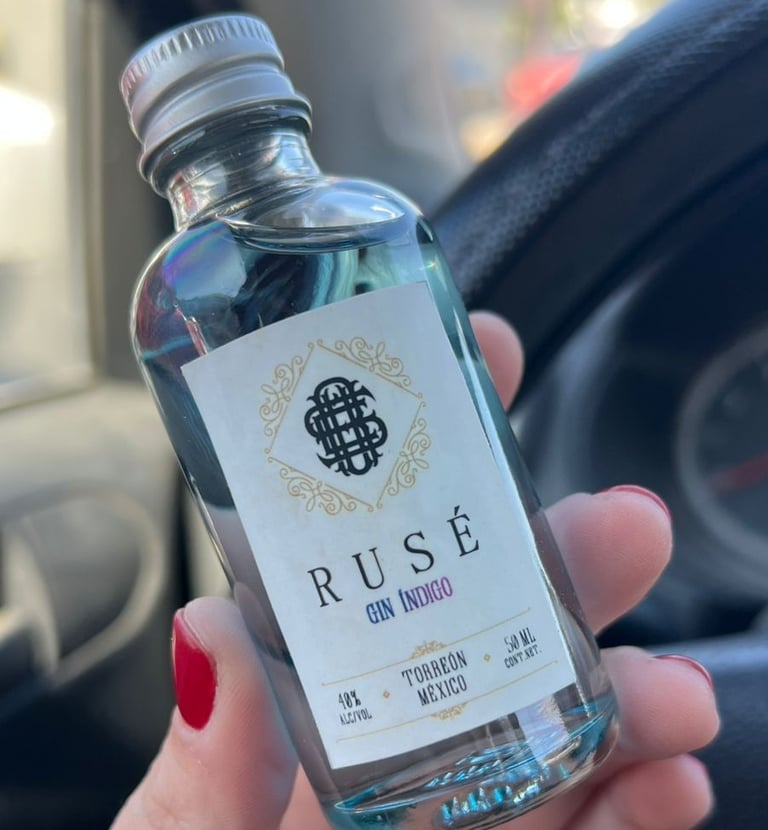 RUSÉ
GIN ÍNDIGO
40%
ALC/VOL
TORREÓN
MÉXICO
50 ML
CONT.NET.